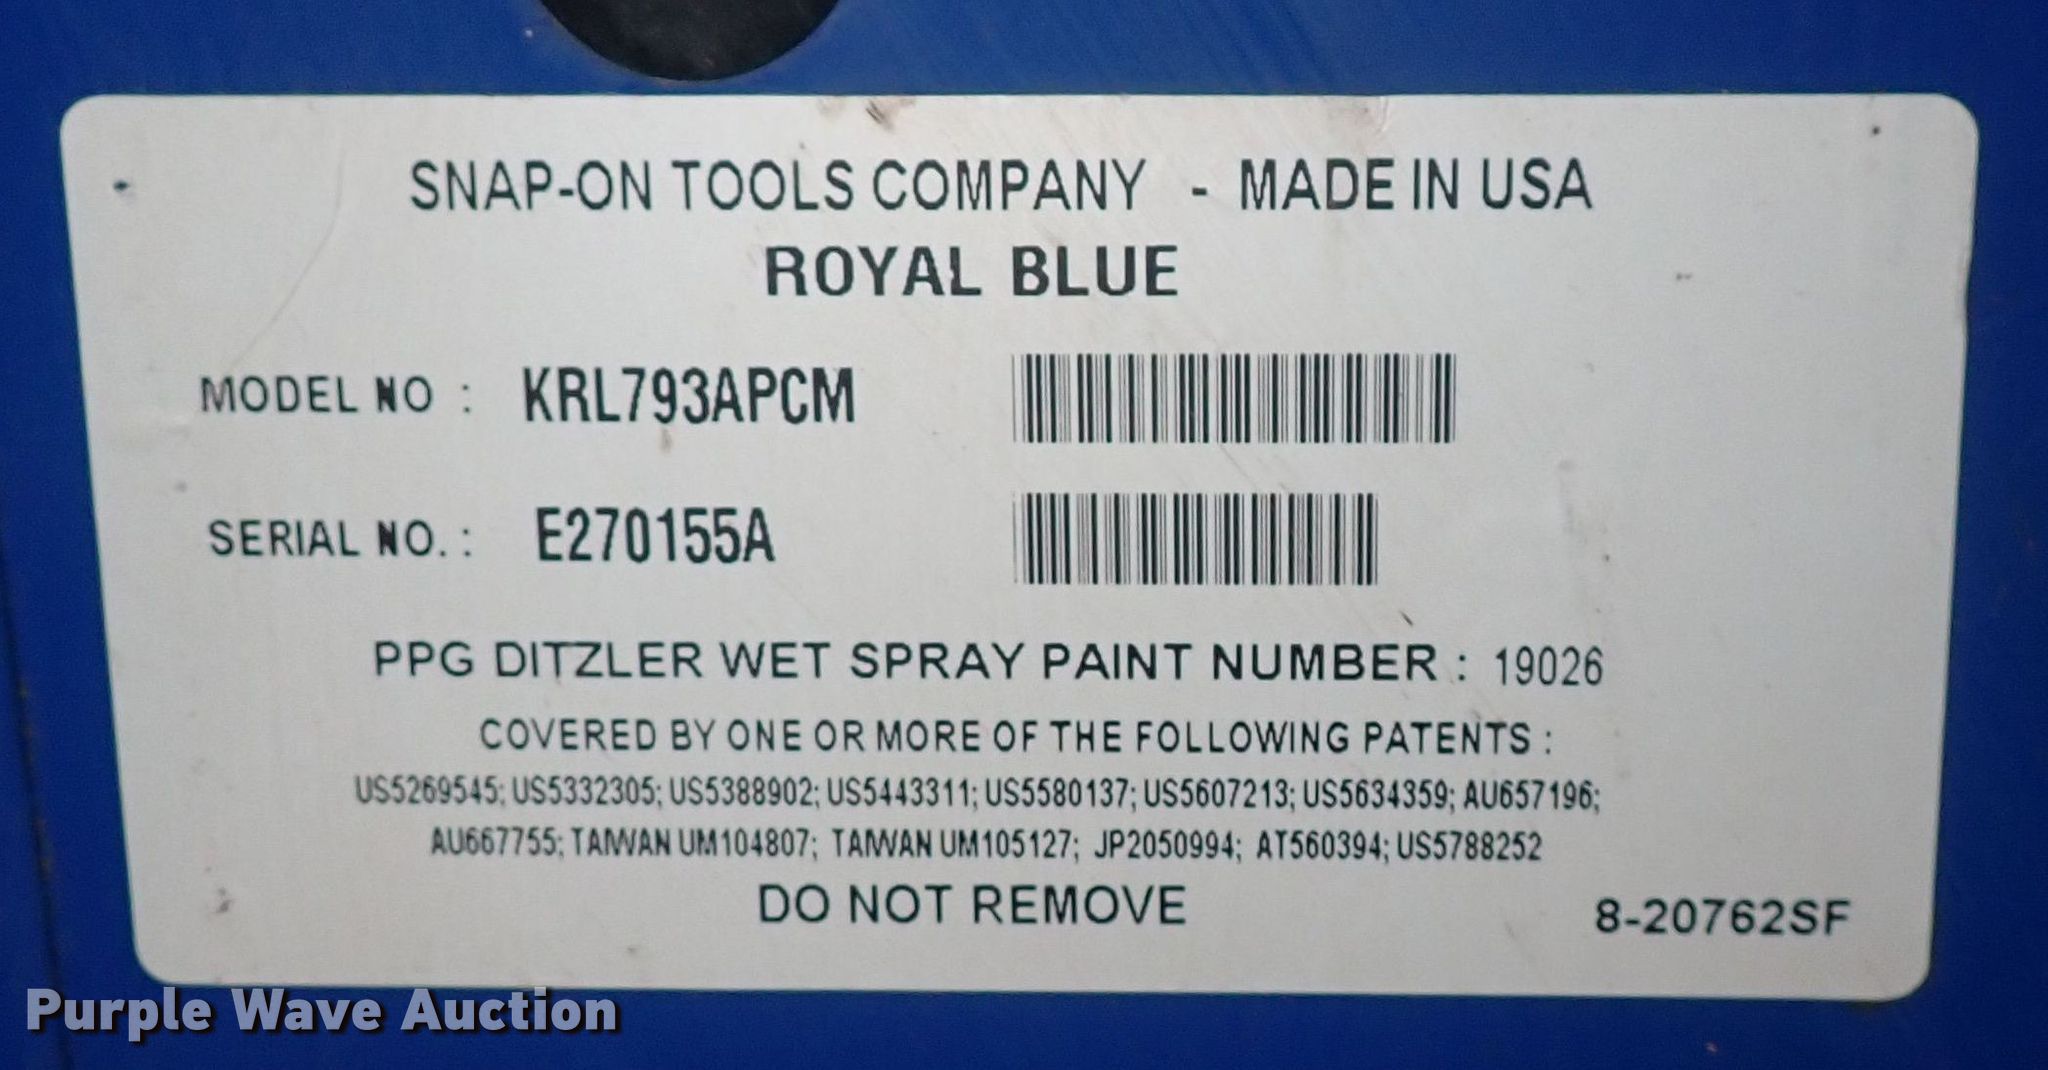 SNAP-ON TOOLS COMPANY - MADE IN USA
ROYAL BLUE
MODEL NO : KRL793APCM
SERIAL NO. : E270155A
PPG DITZLER WET SPRAY PAINT NUMBER : 19026
COVERED BY ONE OR MORE OF THE FOLLOWING PATENTS :
US5269545; US5332305; US5388902; US5443311; US5580137; US5607213; US5634359; AU657196;
AU667755; TAIWAN UM104807; TAIWAN UM105127; JP2050994; AT560394; US5788252
DO NOT REMOVE
8-20762SF
Purple Wave Auction